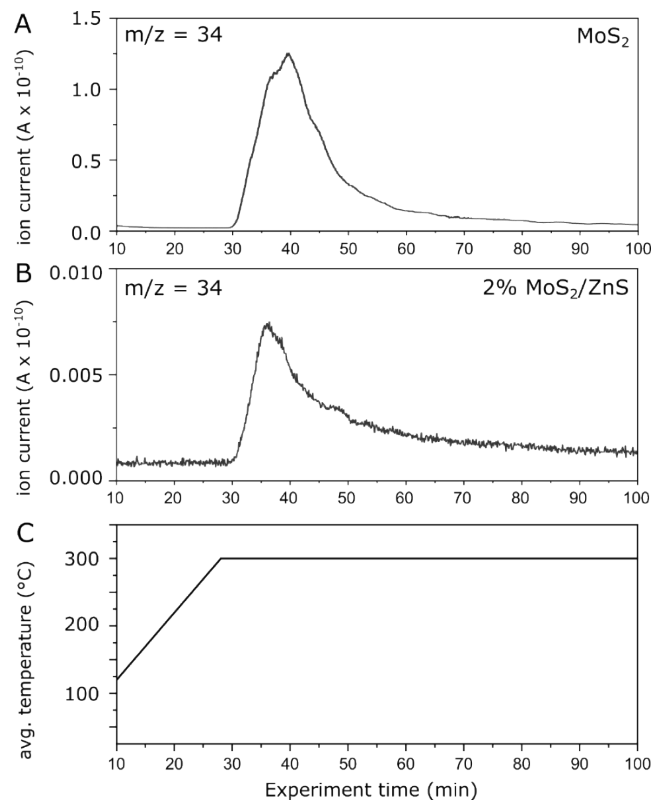 A
m/z = 34
MoS₂
ion current (A x 10⁻¹⁰)
1.5
1.0
0.5
0.0
10 20 30 40 50 60 70 80 90 100
B
m/z = 34
2% MoS₂/ZnS
ion current (A x 10⁻¹⁰)
0.010
0.005
0.000
10 20 30 40 50 60 70 80 90 100
C
avg. temperature (°C)
300
200
100
10 20 30 40 50 60 70 80 90 100
Experiment time (min)